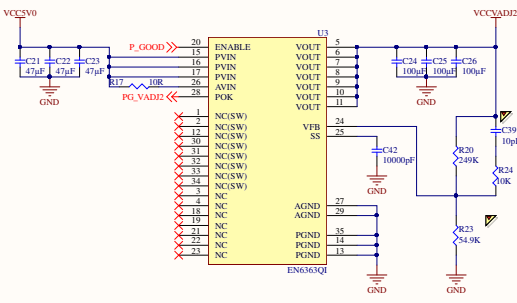 VCC5V0
VCCVADJ2
U3
P_GOOD
20 ENABLE VOUT 5
15 PVIN VOUT 6
16 PVIN VOUT 7
17 PVIN VOUT 8
26 AVIN VOUT 9
28 POK VOUT 10
VOUT 11
C21 C22 C23
47µF 47µF 47µF
R17 10R
PG_VADJ2
GND
C24 C25 C26
100µF 100µF 100µF
GND
1 NC(SW)
2 NC(SW)
12 NC(SW)
30 NC(SW)
31 NC(SW)
32 NC(SW)
33 NC(SW)
34 NC(SW)
3 NC
4 NC
18 NC
19 NC
21 NC
22 NC
23 NC
VFB 24
SS 25
C42
10000pF
GND
C39
R20
249K
R24
10K
R23
54.9K
AGND 27
AGND 29
PGND 35
PGND 14
PGND 13
EN6363QI
GND
GND